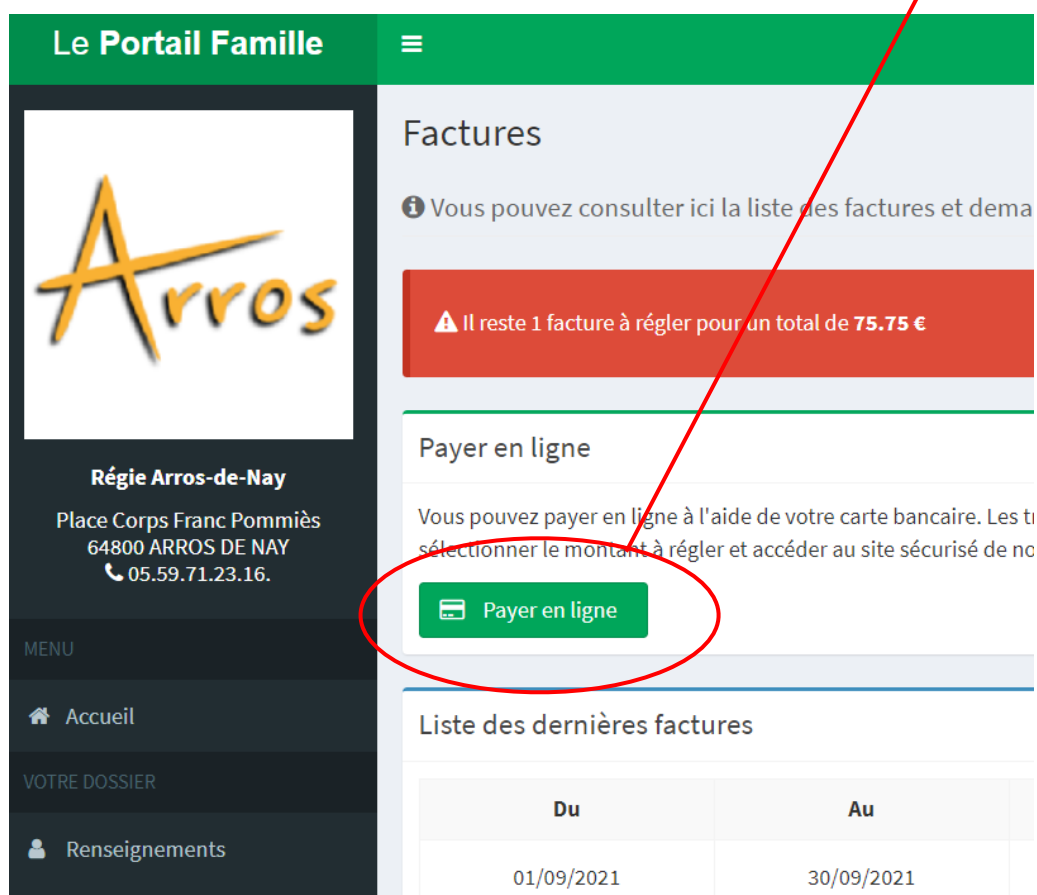 Le Portail Famille
Arros
Régie Arros-de-Nay
Place Corps Franc Pommiès
64800 ARROS DE NAY
05.59.71.23.16.
MENU
Accueil
VOTRE DOSSIER
Renseignements
Factures
Vous pouvez consulter ici la liste des factures et dema
Il reste 1 facture à régler pour un total de 75.75 €
Payer en ligne
Vous pouvez payer en ligne à l'aide de votre carte bancaire. Les t
sélectionner le montant à régler et accéder au site sécurisé de no
Payer en ligne
Liste des dernières factures
Du Au
01/09/2021 30/09/2021